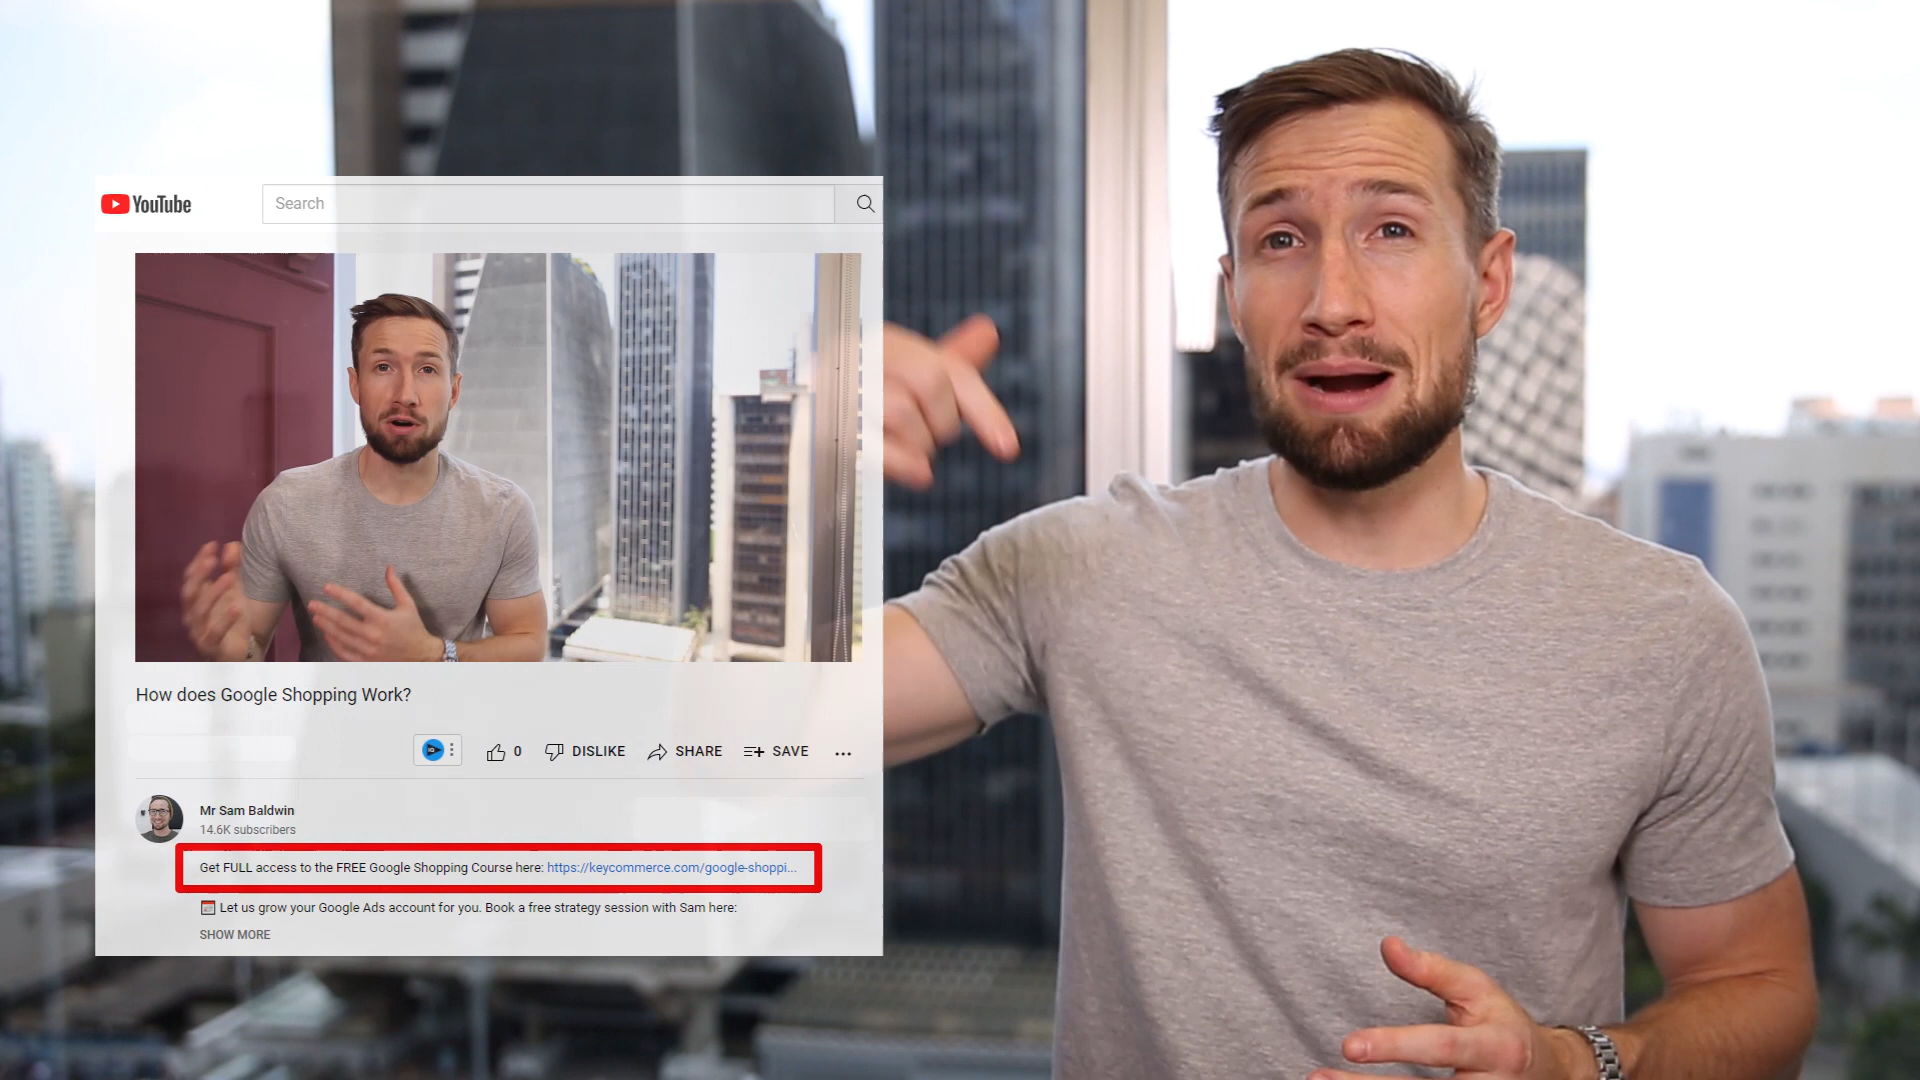 YouTube
Search
How does Google Shopping Work?
0 DISLIKE SHARE SAVE
Mr Sam Baldwin
14.6K subscribers
Get FULL access to the FREE Google Shopping Course here: https://keycommerce.com/google-shoppi...
Let us grow your Google Ads account for you. Book a free strategy session with Sam here:
SHOW MORE